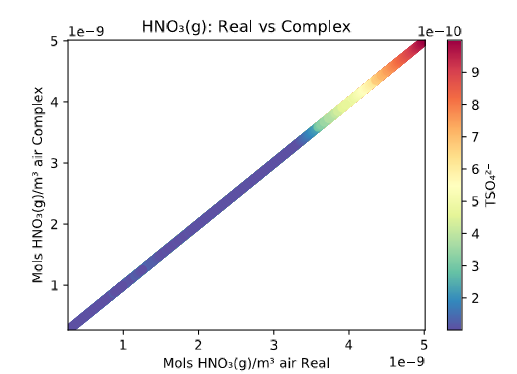 HNO₃(g): Real vs Complex
1e−9
1e−10
5
4
3
2
1
Mols HNO₃(g)/m³ air Complex
1
2
3
4
5
1e−9
Mols HNO₃(g)/m³ air Real
9
8
7
6
5
4
3
2
TSO₄²⁻